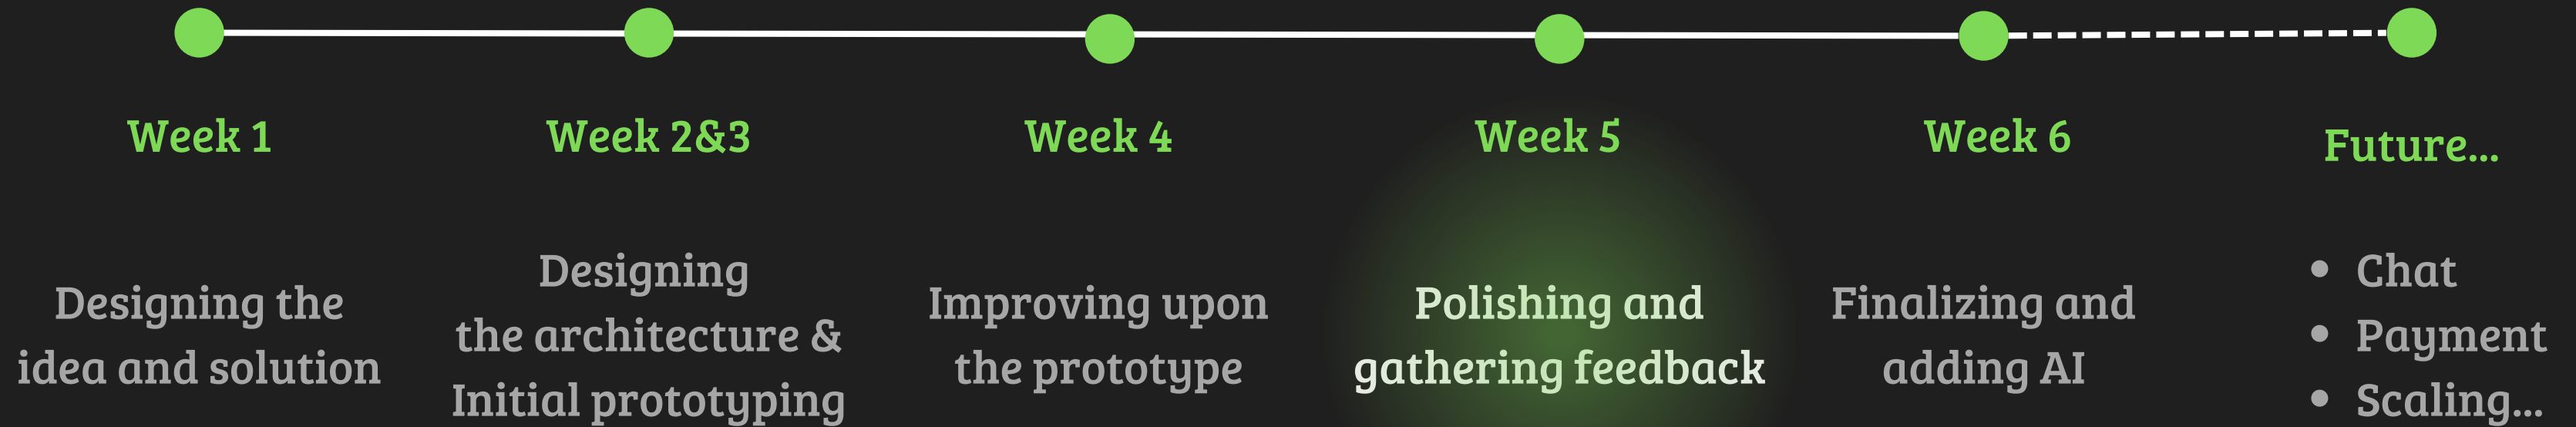 Week 1
Designing the
idea and solution
Week 2&3
Designing
the architecture &
Initial prototyping
Week 4
Improving upon
the prototype
Week 5
Polishing and
gathering feedback
Week 6
Finalizing and
adding AI
Future...
• Chat
• Payment
• Scaling...